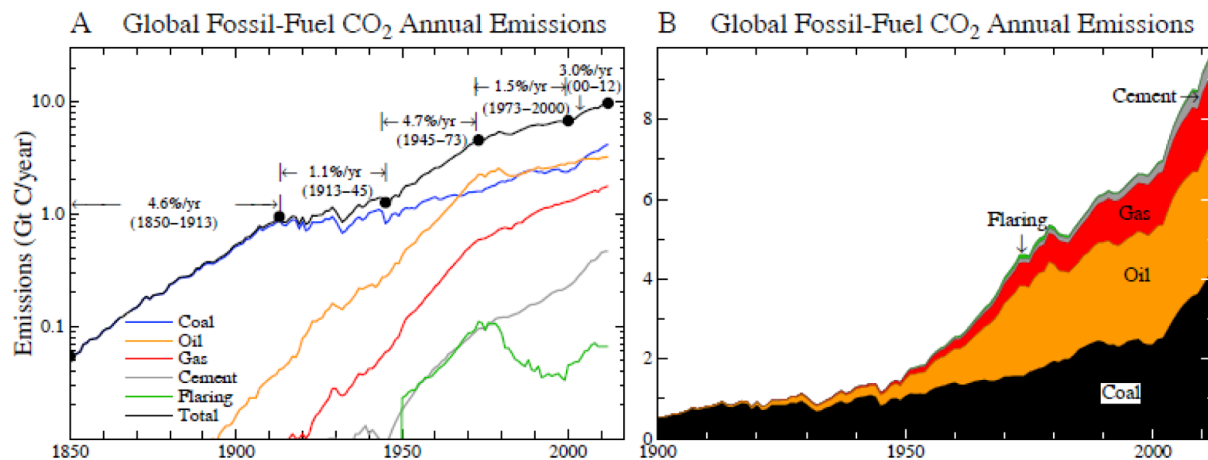 A Global Fossil-Fuel CO₂ Annual Emissions
Emissions (Gt C/year)
10.0
1.0
0.1
4.6%/yr
(1850–1913)
1.1%/yr
(1913–45)
4.7%/yr
(1945–73)
1.5%/yr
(1973–2000)
3.0%/yr
(00–12)
Coal
Oil
Gas
Cement
Flaring
Total
1850 1900 1950 2000
B Global Fossil-Fuel CO₂ Annual Emissions
8
6
4
2
0
Cement
Flaring
Gas
Oil
Coal
1900 1950 2000